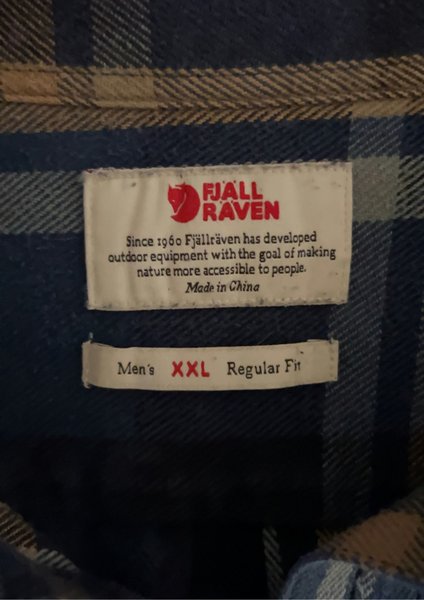 FJÄLL
RÄVEN
Since 1960 Fjällräven has developed
outdoor equipment with the goal of making
nature more accessible to people.
Made in China
Men's XXL Regular Fit